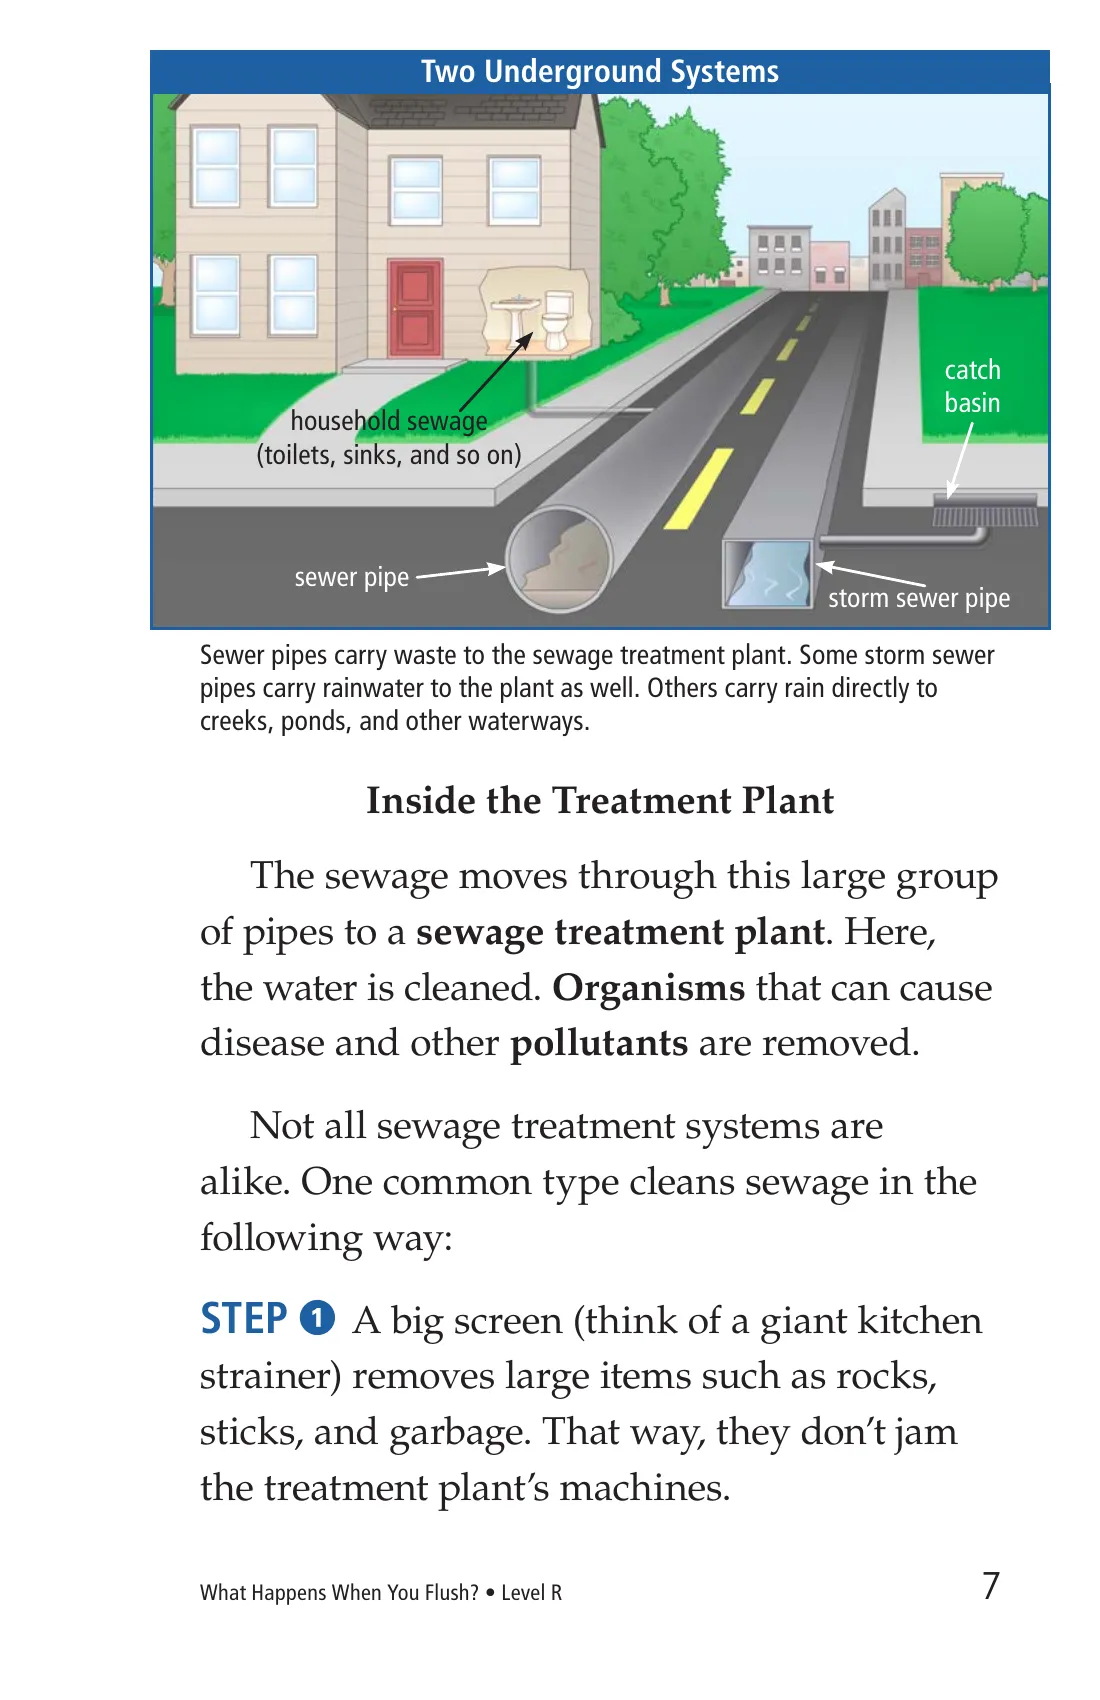 Two Underground Systems
catch
basin
household sewage
(toilets, sinks, and so on)
sewer pipe
storm sewer pipe
Sewer pipes carry waste to the sewage treatment plant. Some storm sewer
pipes carry rainwater to the plant as well. Others carry rain directly to
creeks, ponds, and other waterways.
Inside the Treatment Plant
The sewage moves through this large group
of pipes to a sewage treatment plant. Here,
the water is cleaned. Organisms that can cause
disease and other pollutants are removed.
Not all sewage treatment systems are
alike. One common type cleans sewage in the
following way:
STEP 1 A big screen (think of a giant kitchen
strainer) removes large items such as rocks,
sticks, and garbage. That way, they don’t jam
the treatment plant’s machines.
What Happens When You Flush? • Level R
7